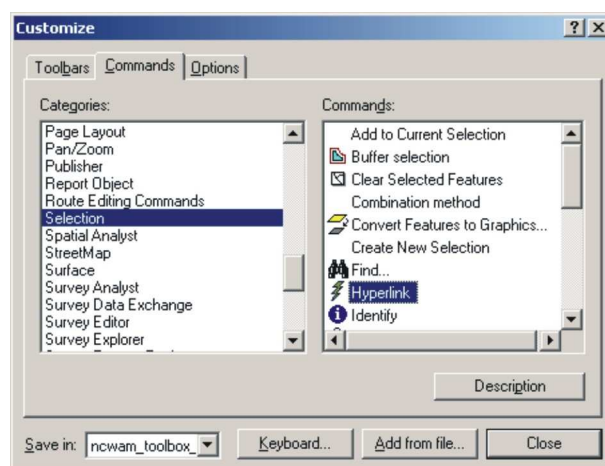 Customize
Toolbars Commands Options
Categories:
Page Layout
Pan/Zoom
Publisher
Report Object
Route Editing Commands
Selection
Spatial Analyst
StreetMap
Surface
Survey Analyst
Survey Data Exchange
Survey Editor
Survey Explorer
Commands:
Add to Current Selection
Buffer selection
Clear Selected Features
Combination method
Convert Features to Graphics...
Create New Selection
Find...
Hyperlink
Identify
Description
Save in: ncwam_toolbox_ Keyboard... Add from file... Close